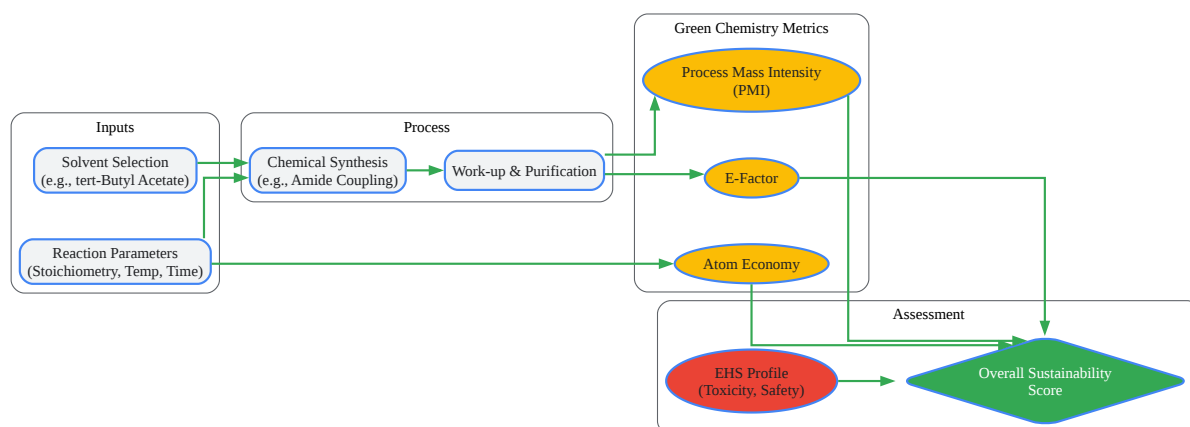 Green Chemistry Metrics
Process Mass Intensity
(PMI)
Inputs
Process
Solvent Selection
(e.g., tert-Butyl Acetate)
Chemical Synthesis
(e.g., Amide Coupling)
Work-up & Purification
E-Factor
Reaction Parameters
(Stoichiometry, Temp, Time)
Atom Economy
Assessment
EHS Profile
(Toxicity, Safety)
Overall Sustainability
Score